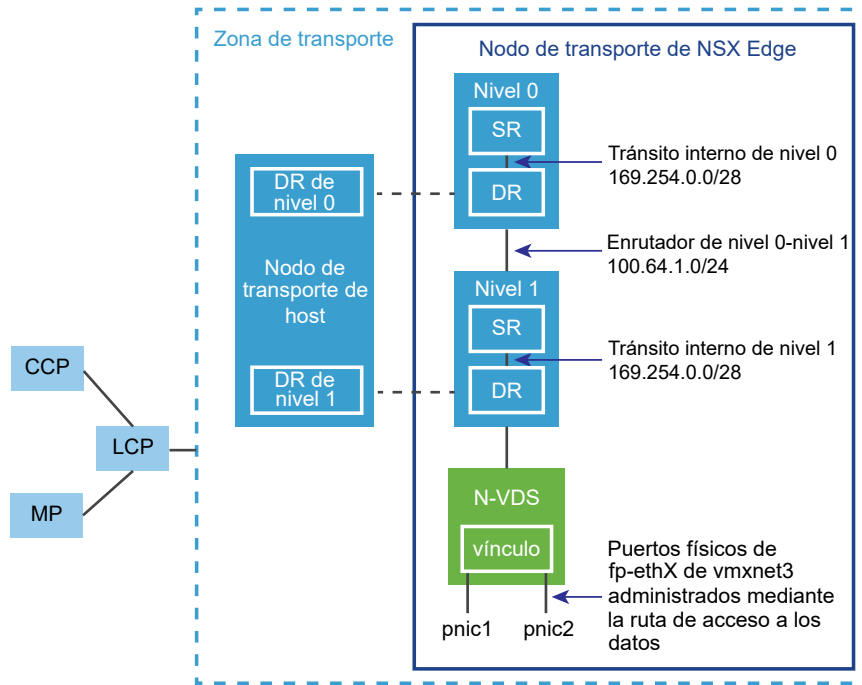 Zona de transporte
Nodo de transporte de NSX Edge
Nivel 0
SR
DR
Tránsito interno de nivel 0
169.254.0.0/28
DR de
nivel 0
Nodo de
transporte de
host
DR de
nivel 1
Enrutador de nivel 0-nivel 1
100.64.1.0/24
Nivel 1
SR
DR
Tránsito interno de nivel 1
169.254.0.0/28
CCP
LCP
MP
N-VDS
vínculo
pnic1
pnic2
Puertos físicos de
fp-ethX de vmxnet3
administrados mediante
la ruta de acceso a los
datos